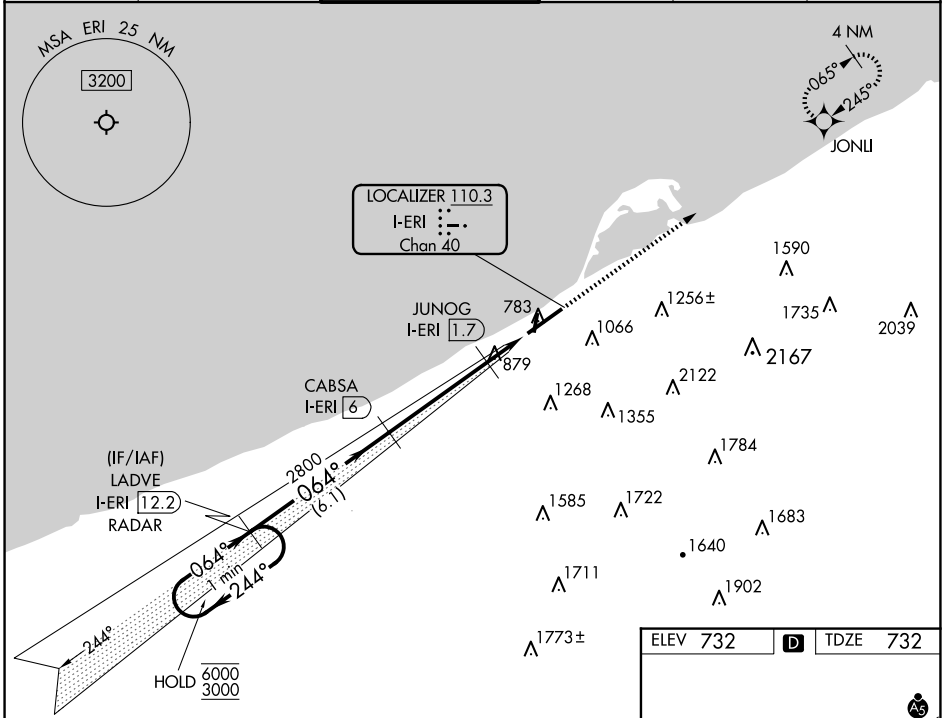 MSA ERI 25 NM
3200
4 NM
065°
245°
JONLI
LOCALIZER 110.3
I-ERI
Chan 40
1590
JUNOG
I-ERI 1.7
783
1256±
1735
2039
1066
879
2167
CABSA
I-ERI 6
1268
2122
1355
(IF/IAF)
LADVE
I-ERI 12.2
RADAR
2800
064°
(6.1)
1784
1585
1722
1683
064°
1 min
244°
1640
1711
1902
244°
1773±
HOLD 6000
3000
ELEV 732 D TDZE 732
A5